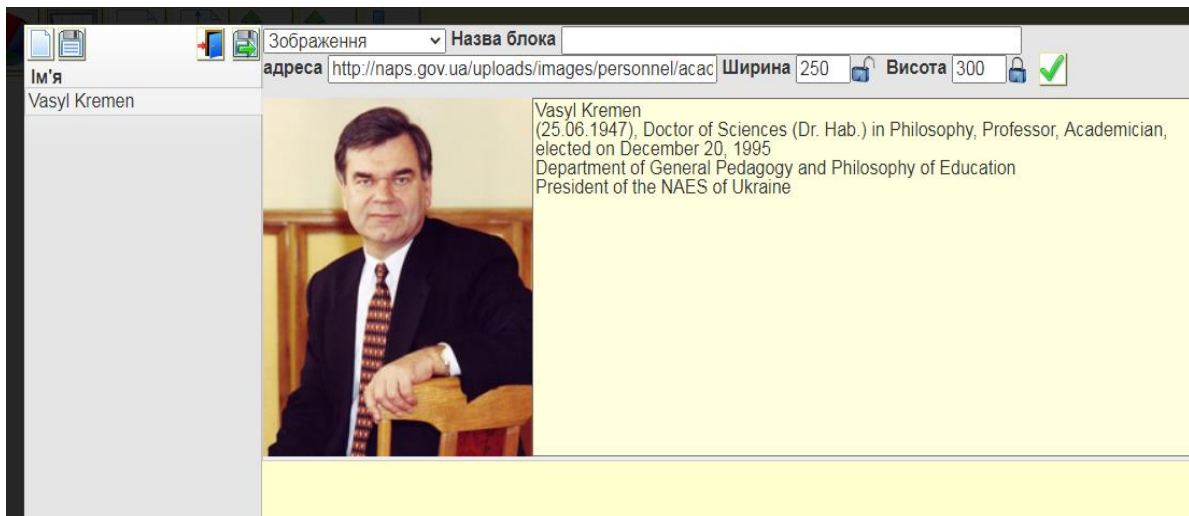 Зображення Назва блока
Ім'я
адреса http://naps.gov.ua/uploads/images/personnel/acac Ширина 250 Висота 300
Vasyl Kremen
Vasyl Kremen
(25.06.1947), Doctor of Sciences (Dr. Hab.) in Philosophy, Professor, Academician,
elected on December 20, 1995
Department of General Pedagogy and Philosophy of Education
President of the NAES of Ukraine